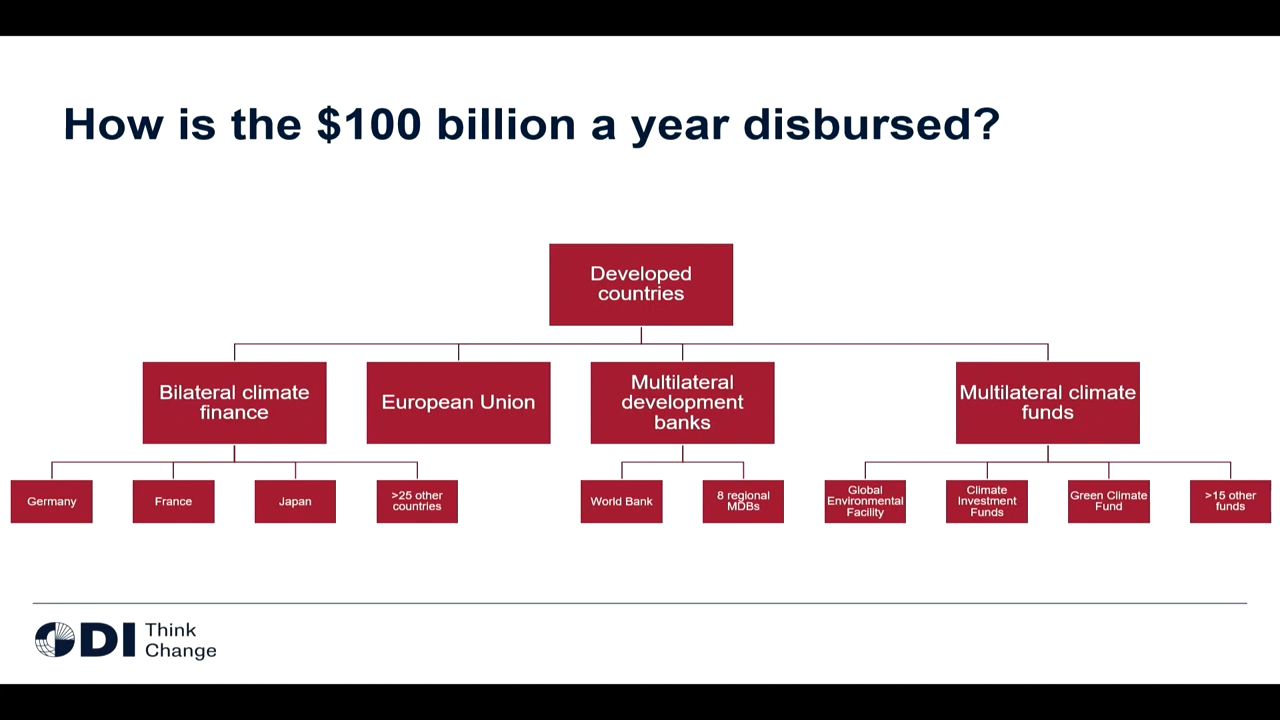 How is the $100 billion a year disbursed?
Developed
countries
Bilateral climate
finance
European Union
Multilateral
development
banks
Multilateral climate
funds
Germany
France
Japan
>25 other
countries
World Bank
8 regional
MDBs
Global
Environmental
Facility
Climate
Investment
Funds
Green Climate
Fund
>15 other
funds
ODI
Think
Change